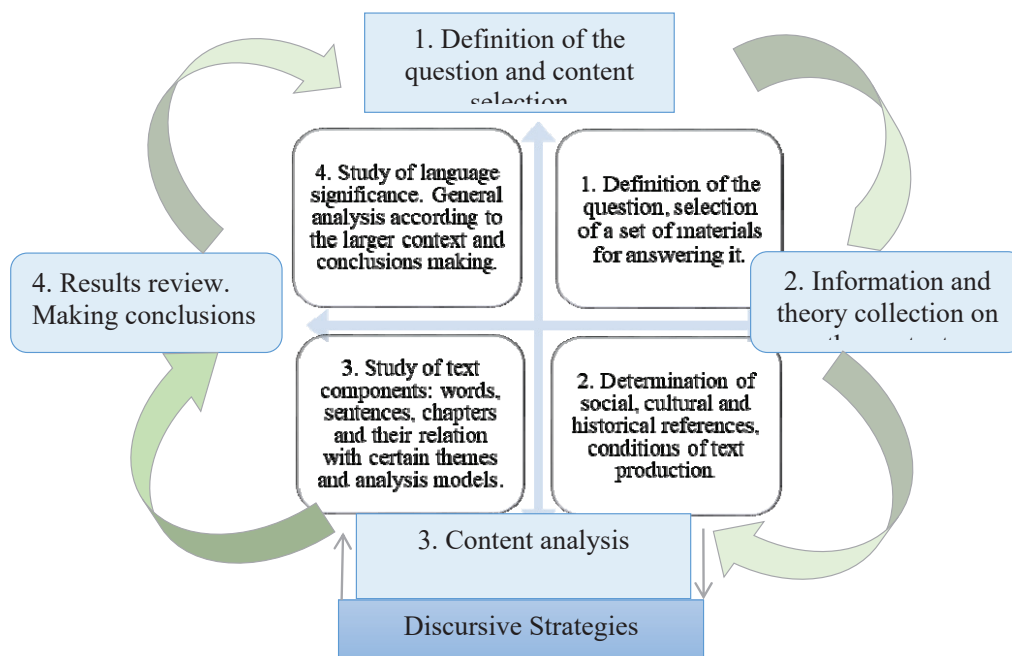 1. Definition of the
question and content
selection
4. Study of language
significance. General
analysis according to
the larger context and
conclusions making.
1. Definition of the
question, selection
of a set of materials
for answering it.
4. Results review.
Making conclusions
2. Information and
theory collection on
3. Study of text
components: words,
sentences, chapters
and their relation
with certain themes
and analysis models.
2. Determination of
social, cultural and
historical references,
conditions of text
production.
3. Content analysis
Discursive Strategies